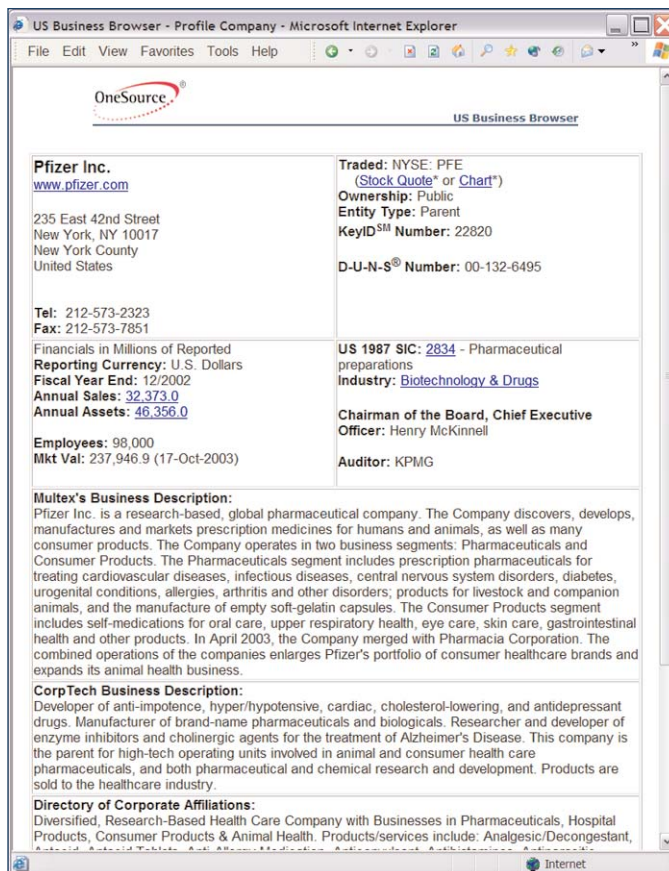 US Business Browser - Profile Company - Microsoft Internet Explorer
File Edit View Favorites Tools Help
OneSource®
US Business Browser
Pfizer Inc.
www.pfizer.com
235 East 42nd Street
New York, NY 10017
New York County
United States
Tel: 212-573-2323
Fax: 212-573-7851
Traded: NYSE: PFE
(Stock Quote* or Chart*)
Ownership: Public
Entity Type: Parent
KeyID℠ Number: 22820
D-U-N-S® Number: 00-132-6495
Financials in Millions of Reported
Reporting Currency: U.S. Dollars
Fiscal Year End: 12/2002
Annual Sales: 32,373.0
Annual Assets: 46,356.0
Employees: 98,000
Mkt Val: 237,946.9 (17-Oct-2003)
US 1987 SIC: 2834 - Pharmaceutical
preparations
Industry: Biotechnology & Drugs
Chairman of the Board, Chief Executive
Officer: Henry McKinnell
Auditor: KPMG
Multex's Business Description:
Pfizer Inc. is a research-based, global pharmaceutical company. The Company discovers, develops,
manufactures and markets prescription medicines for humans and animals, as well as many
consumer products. The Company operates in two business segments: Pharmaceuticals and
Consumer Products. The Pharmaceuticals segment includes prescription pharmaceuticals for
treating cardiovascular diseases, infectious diseases, central nervous system disorders, diabetes,
urogenital conditions, allergies, arthritis and other disorders; products for livestock and companion
animals, and the manufacture of empty soft-gelatin capsules. The Consumer Products segment
includes self-medications for oral care, upper respiratory health, eye care, skin care, gastrointestinal
health and other products. In April 2003, the Company merged with Pharmacia Corporation. The
combined operations of the companies enlarges Pfizer's portfolio of consumer healthcare brands and
expands its animal health business.
CorpTech Business Description:
Developer of anti-impotence, hyper/hypotensive, cardiac, cholesterol-lowering, and antidepressant
drugs. Manufacturer of brand-name pharmaceuticals and biologicals. Researcher and developer of
enzyme inhibitors and cholinergic agents for the treatment of Alzheimer's Disease. This company is
the parent for high-tech operating units involved in animal and consumer health care
pharmaceuticals, and both pharmaceutical and chemical research and development. Products are
sold to the healthcare industry.
Directory of Corporate Affiliations:
Diversified, Research-Based Health Care Company with Businesses in Pharmaceuticals, Hospital
Products, Consumer Products & Animal Health. Products/services include: Analgesic/Decongestant,
Internet